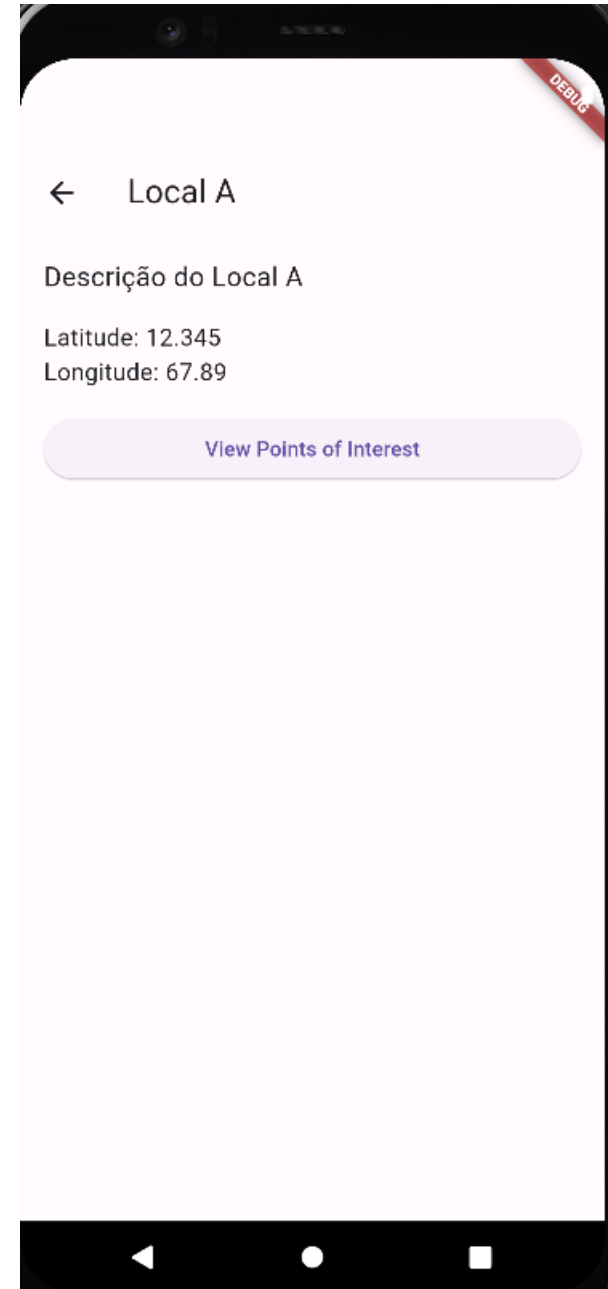 DEBUG
Local A
Descrição do Local A
Latitude: 12.345
Longitude: 67.89
View Points of Interest